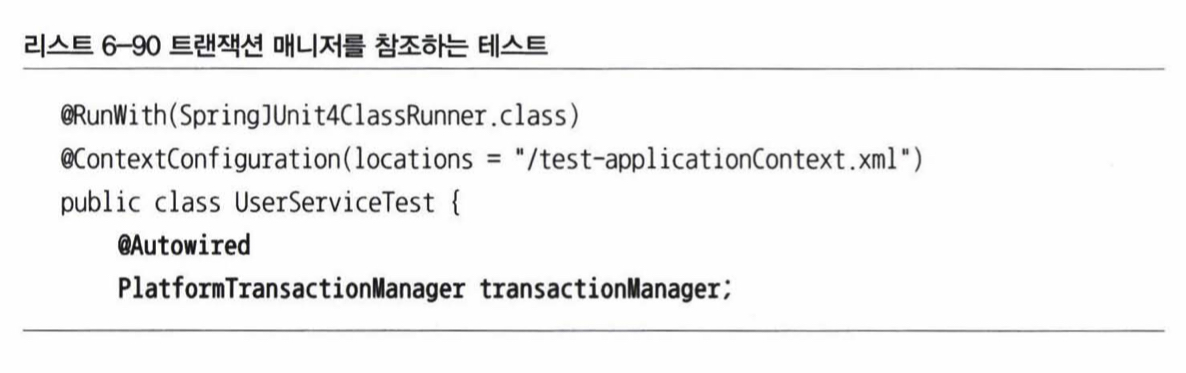 리스트 6-90 트랜잭션 매니저를 참조하는 테스트
@RunWith(SpringJUnit4ClassRunner.class)
@ContextConfiguration(locations = "/test-applicationContext.xml")
public class UserServiceTest {
@Autowired
PlatformTransactionManager transactionManager;